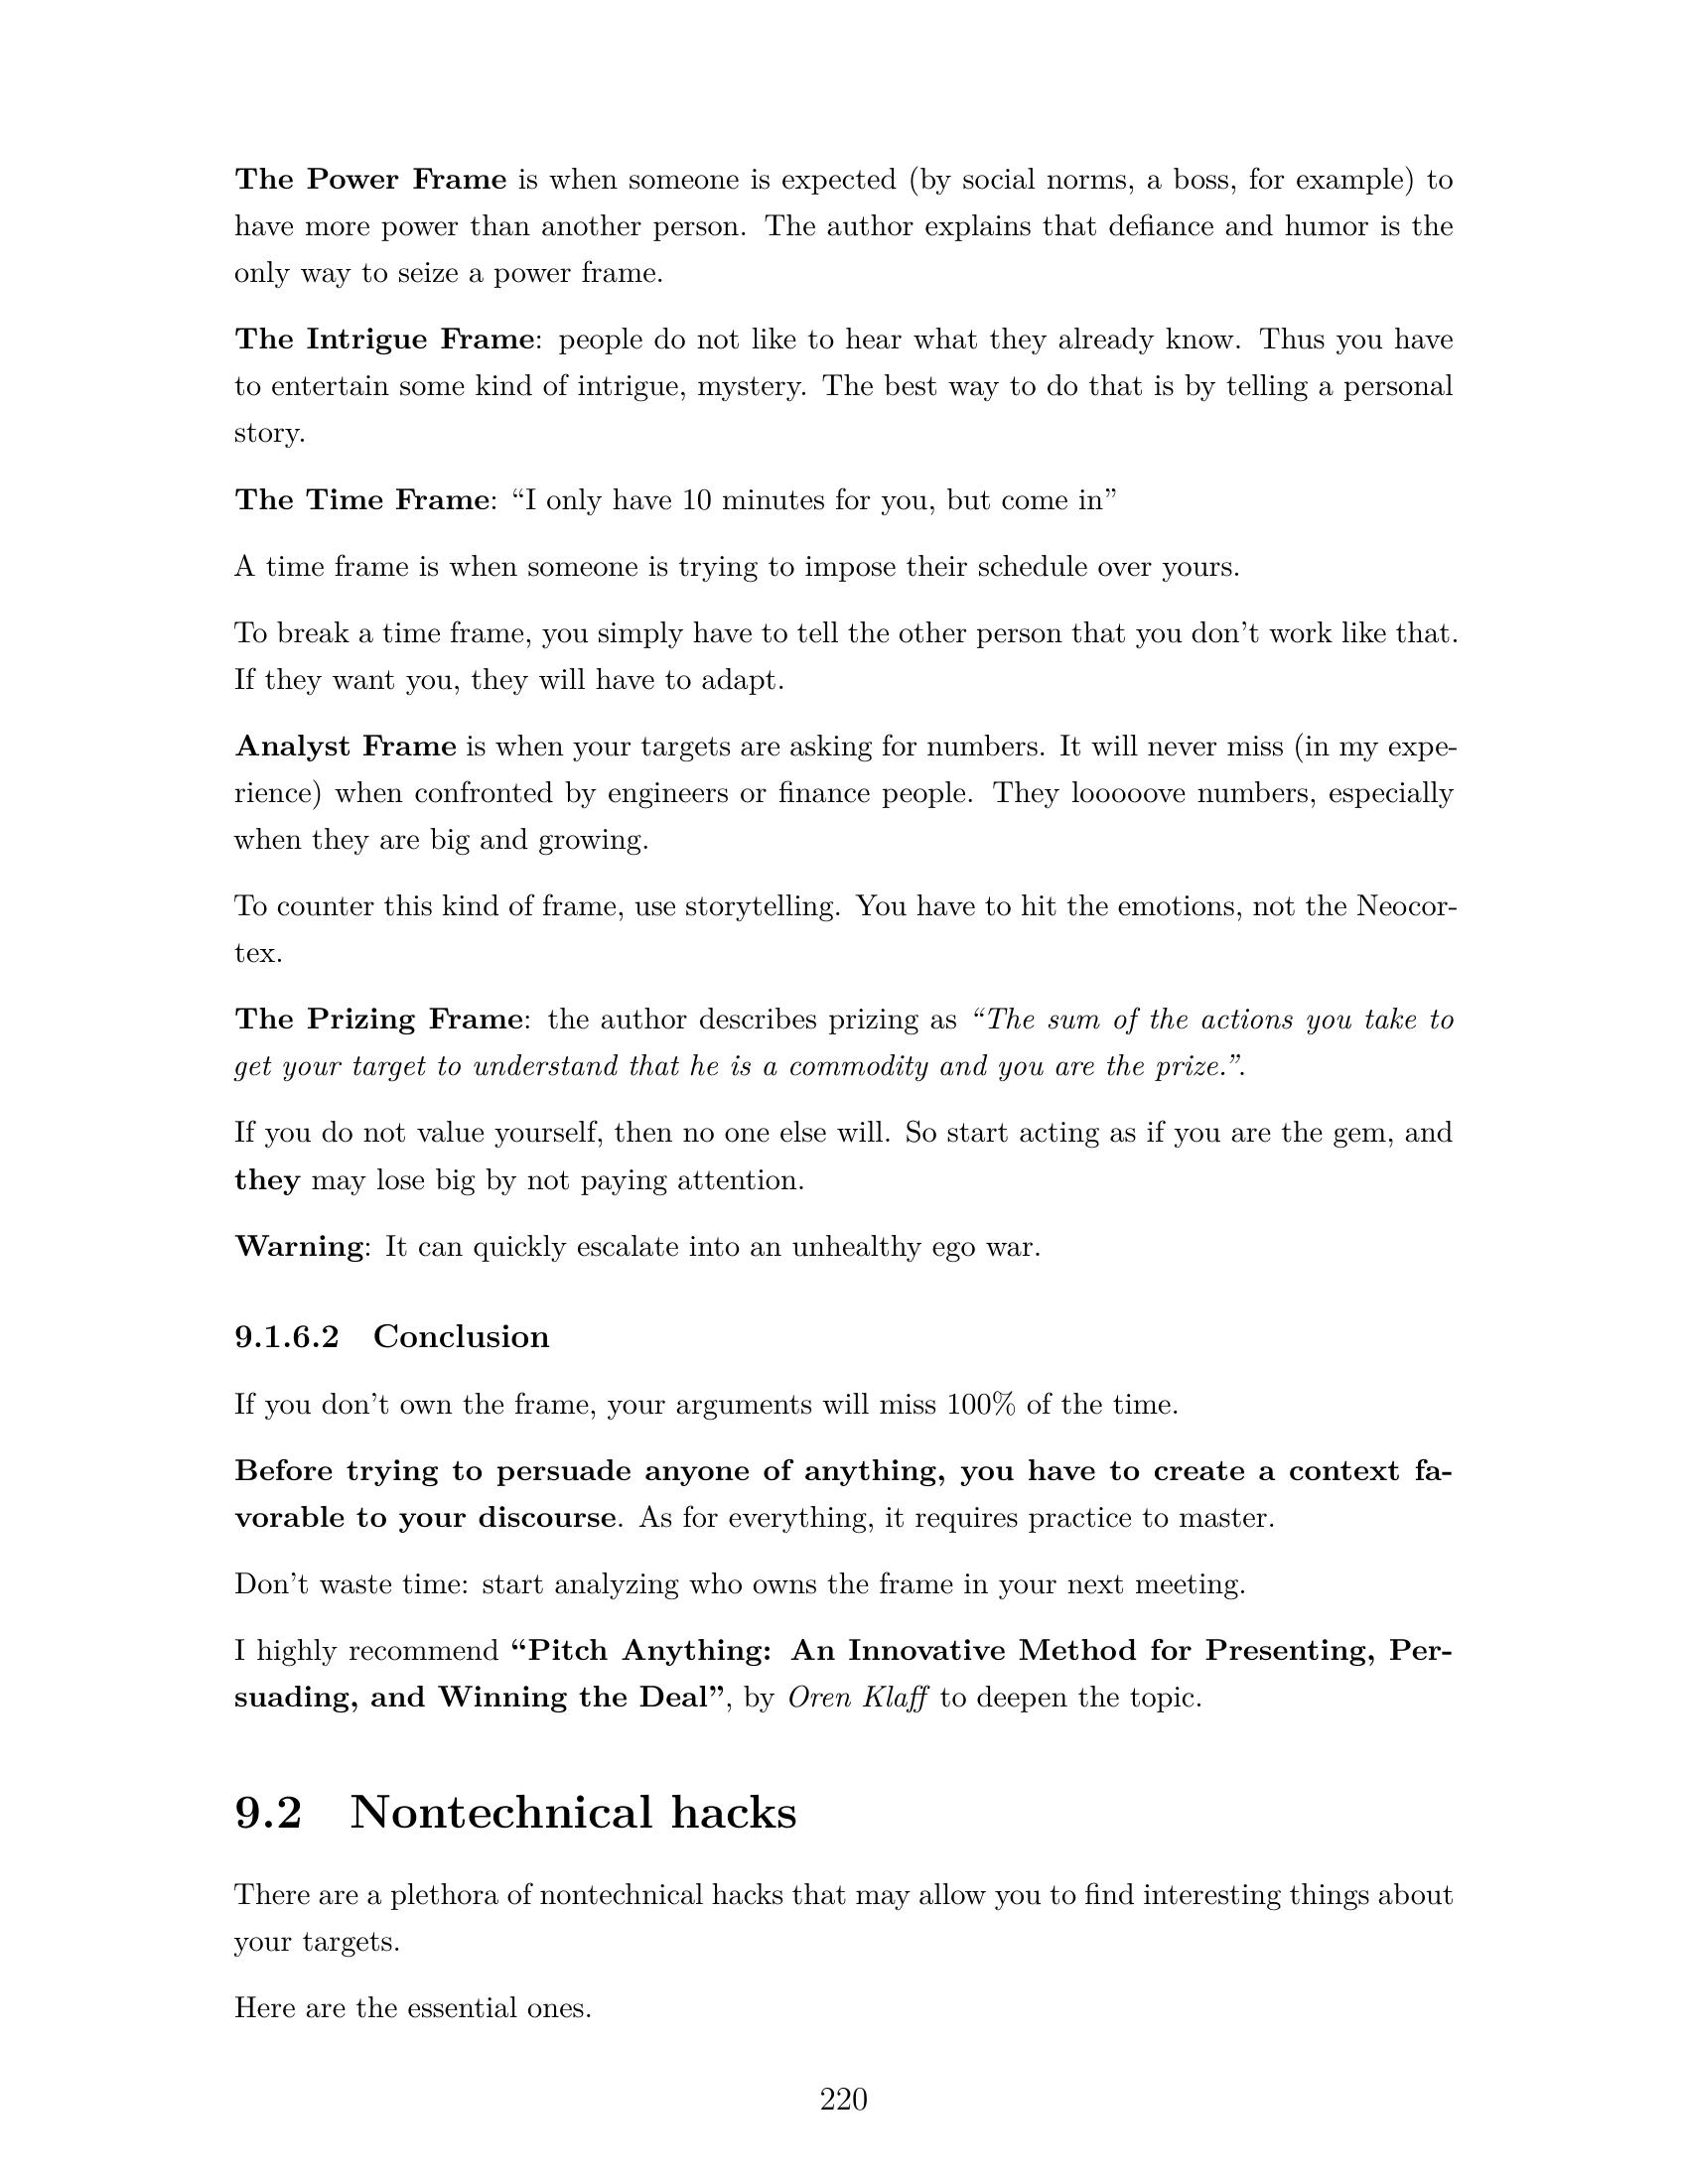 The Power Frame is when someone is expected (by social norms, a boss, for example) to
have more power than another person. The author explains that defiance and humor is the
only way to seize a power frame.
The Intrigue Frame: people do not like to hear what they already know. Thus you have
to entertain some kind of intrigue, mystery. The best way to do that is by telling a personal
story.
The Time Frame: “I only have 10 minutes for you, but come in”
A time frame is when someone is trying to impose their schedule over yours.
To break a time frame, you simply have to tell the other person that you don’t work like that.
If they want you, they will have to adapt.
Analyst Frame is when your targets are asking for numbers. It will never miss (in my expe-
rience) when confronted by engineers or finance people. They looooove numbers, especially
when they are big and growing.
To counter this kind of frame, use storytelling. You have to hit the emotions, not the Neocor-
tex.
The Prizing Frame: the author describes prizing as “The sum of the actions you take to
get your target to understand that he is a commodity and you are the prize.”.
If you do not value yourself, then no one else will. So start acting as if you are the gem, and
they may lose big by not paying attention.
Warning: It can quickly escalate into an unhealthy ego war.
9.1.6.2 Conclusion
If you don’t own the frame, your arguments will miss 100% of the time.
Before trying to persuade anyone of anything, you have to create a context fa-
vorable to your discourse. As for everything, it requires practice to master.
Don’t waste time: start analyzing who owns the frame in your next meeting.
I highly recommend “Pitch Anything: An Innovative Method for Presenting, Per-
suading, and Winning the Deal”, by Oren Klaff to deepen the topic.
9.2 Nontechnical hacks
There are a plethora of nontechnical hacks that may allow you to find interesting things about
your targets.
Here are the essential ones.
220